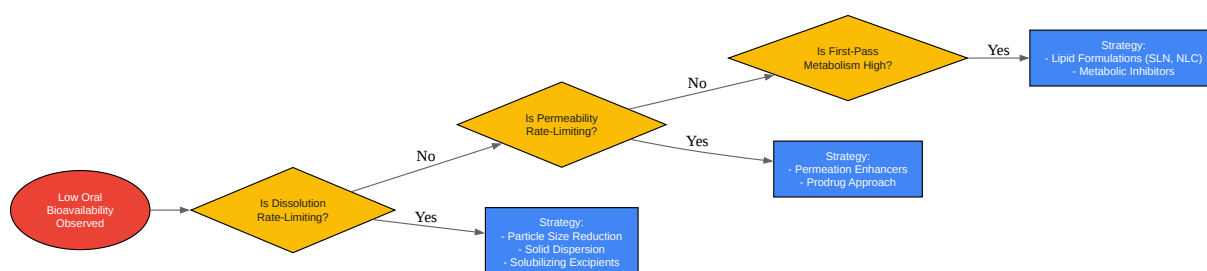 Low Oral
Bioavailability
Observed
Is Dissolution
Rate-Limiting?
No
Yes
Strategy:
- Particle Size Reduction
- Solid Dispersion
- Solubilizing Excipients
Is Permeability
Rate-Limiting?
No
Yes
Strategy:
- Permeation Enhancers
- Prodrug Approach
Is First-Pass
Metabolism High?
Yes
Strategy:
- Lipid Formulations (SLN, NLC)
- Metabolic Inhibitors